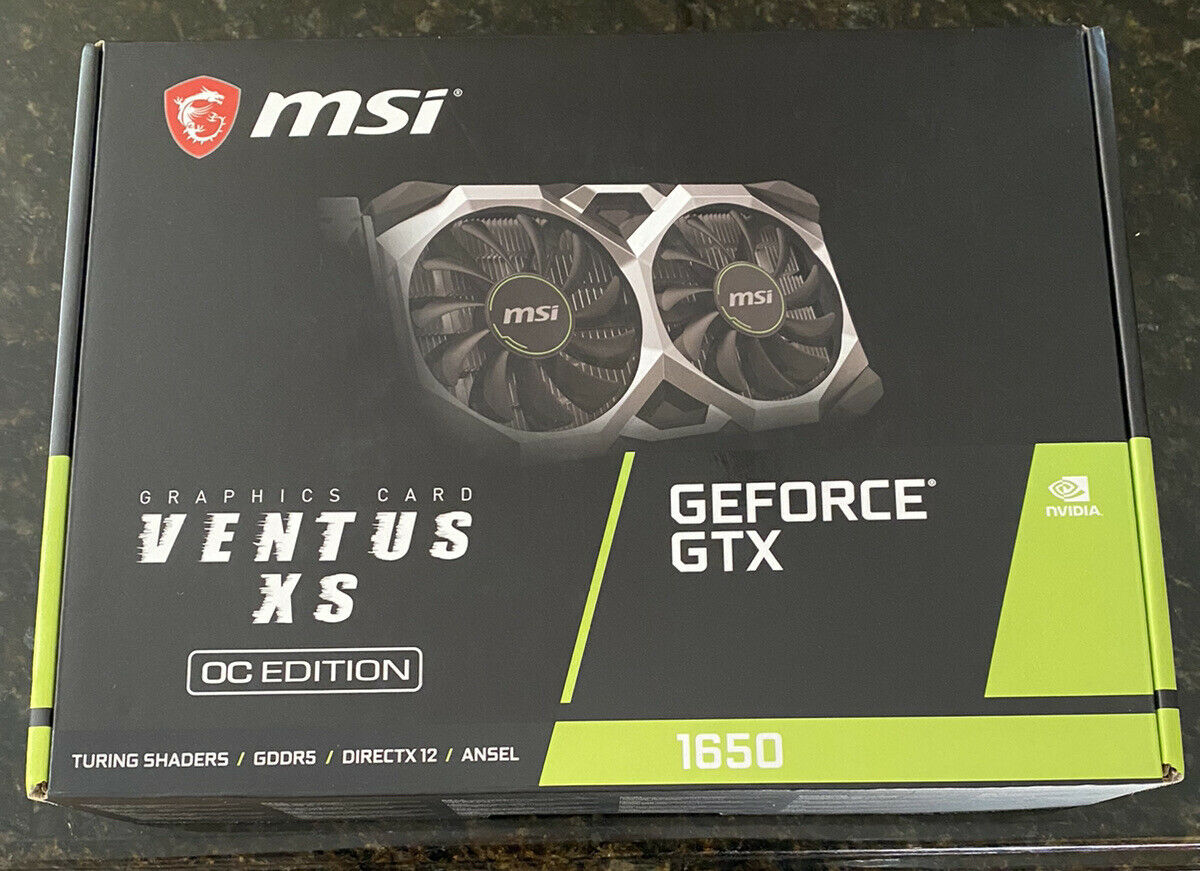 msi®
msi
msi
GRAPHICS CARD
VENTUS
XS
OC EDITION
GEFORCE®
GTX
NVIDIA.
TURING SHADERS / GDDR5 / DIRECTX 12 / ANSEL
1650